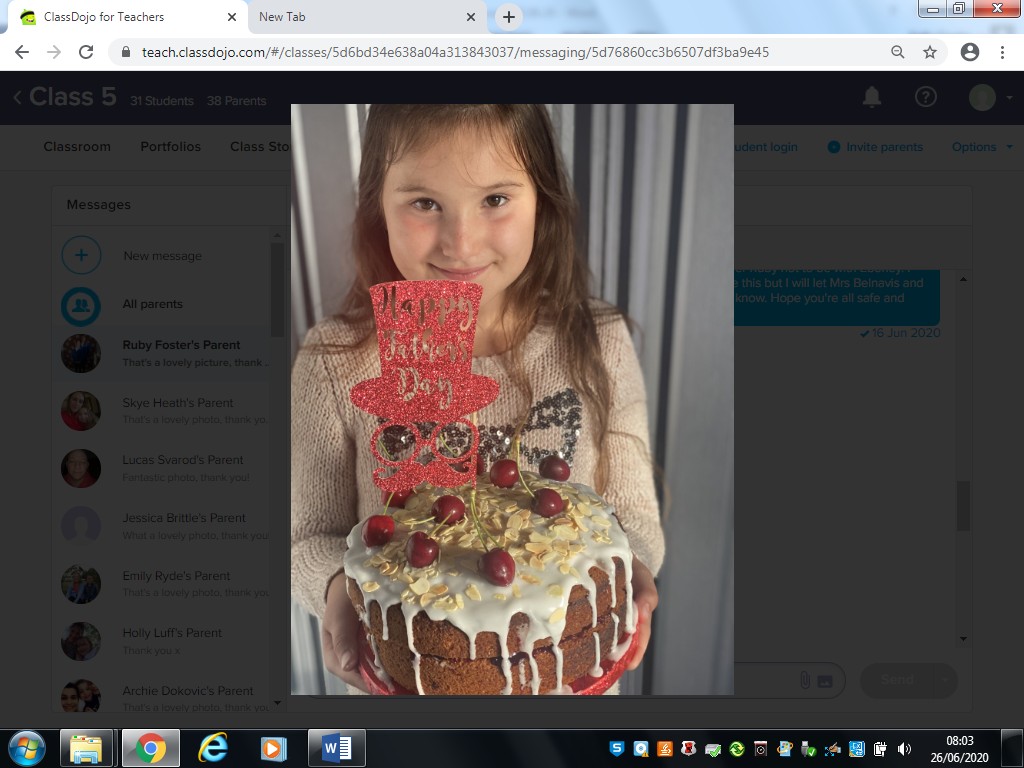 ClassDojo for Teachers
New Tab
teach.classdojo.com/#/classes/5d6bd34e638a04a313843037/messaging/5d76860cc3b6507df3ba9e45
Class 5
31 Students
38 Parents
Classroom
Portfolios
Class Sto
udent login
Invite parents
Options
Messages
New message
All parents
Ruby Foster's Parent
That's a lovely picture, thank ..
Skye Heath's Parent
That's a lovely photo, thank yo
Lucas Svarod's Parent
Fantastic photo, thank you!
Jessica Brittle's Parent
What a lovely photo, thank you
Emily Ryde's Parent
That's a lovely photo, thank yo
Holly Luff's Parent
Thank you x
Archie Dokovic's Parent
That's a lovely photo, thank yo
Happy
Fathers
Day
this but I will let Mrs Belnavis and
know. Hope you're all safe and
16 Jun 2020
Send
08:03
26/06/2020